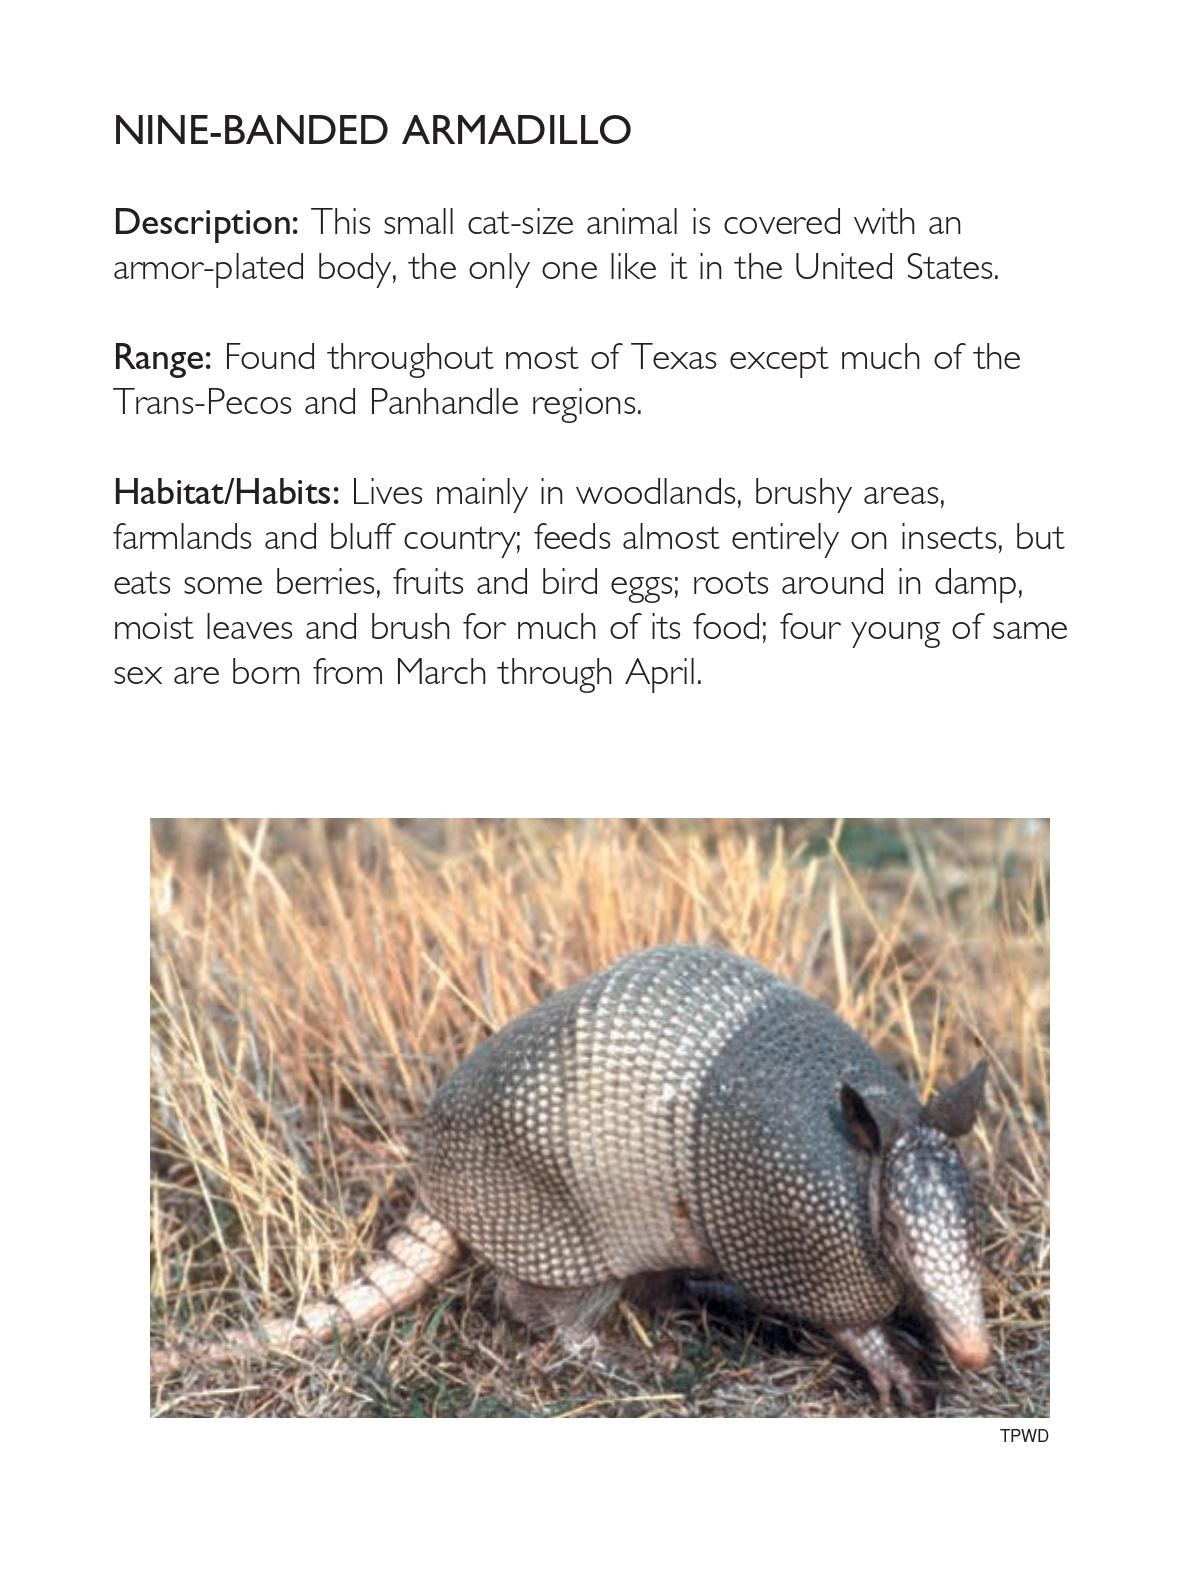 NINE-BANDED ARMADILLO
Description: This small cat-size animal is covered with an
armor-plated body, the only one like it in the United States.
Range: Found throughout most of Texas except much of the
Trans-Pecos and Panhandle regions.
Habitat/Habits: Lives mainly in woodlands, brushy areas,
farmlands and bluff country; feeds almost entirely on insects, but
eats some berries, fruits and bird eggs; roots around in damp,
moist leaves and brush for much of its food; four young of same
sex are born from March through April.
TPWD